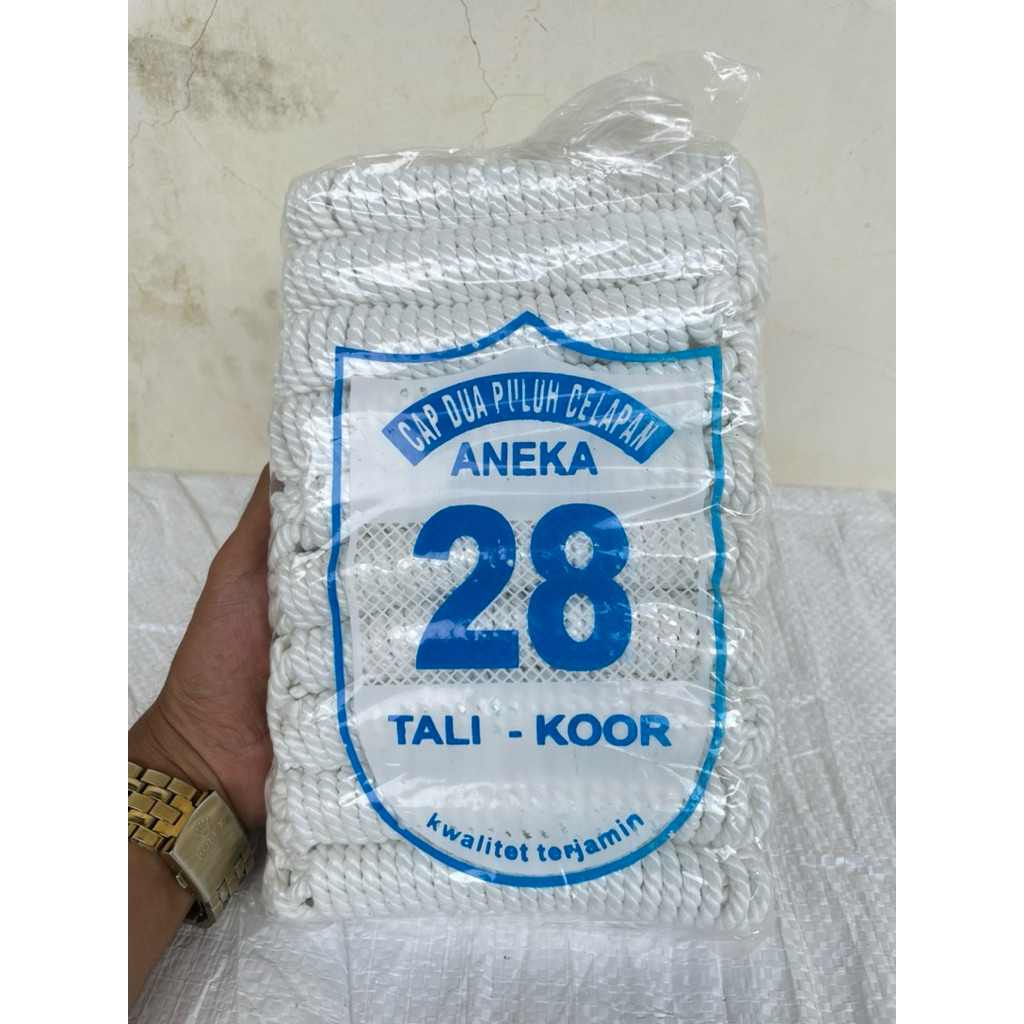 CAP DUA PULUH DELAPAN
ANEKA
28
TALI - KOOR
kwalitet terjamin